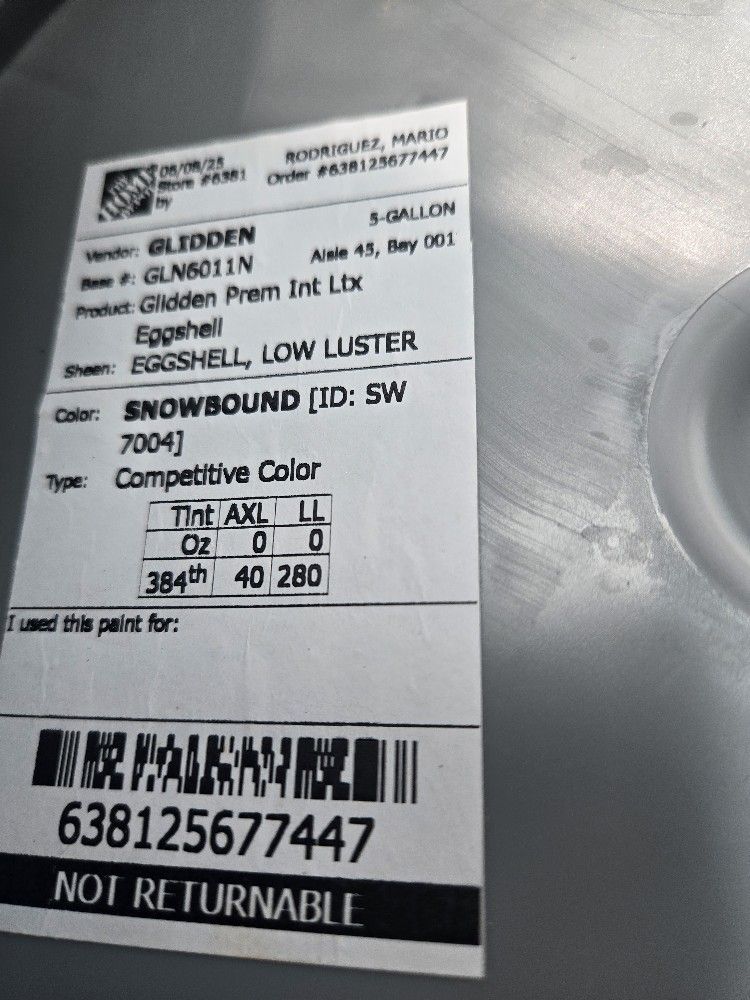 08/08/25 RODRIGUEZ, MARIO
Store #6381 Order #638125677447
by
5-GALLON
Vendor: GLIDDEN
Base #: GLN6011N Aisle 45, Bay 001
Product: Glidden Prem Int Ltx
Eggshell
Sheen: EGGSHELL, LOW LUSTER
Color: SNOWBOUND [ID: SW
7004]
Type: Competitive Color
Tint AXL LL
Oz 0 0
384th 40 280
I used this paint for:
638125677447
NOT RETURNABLE